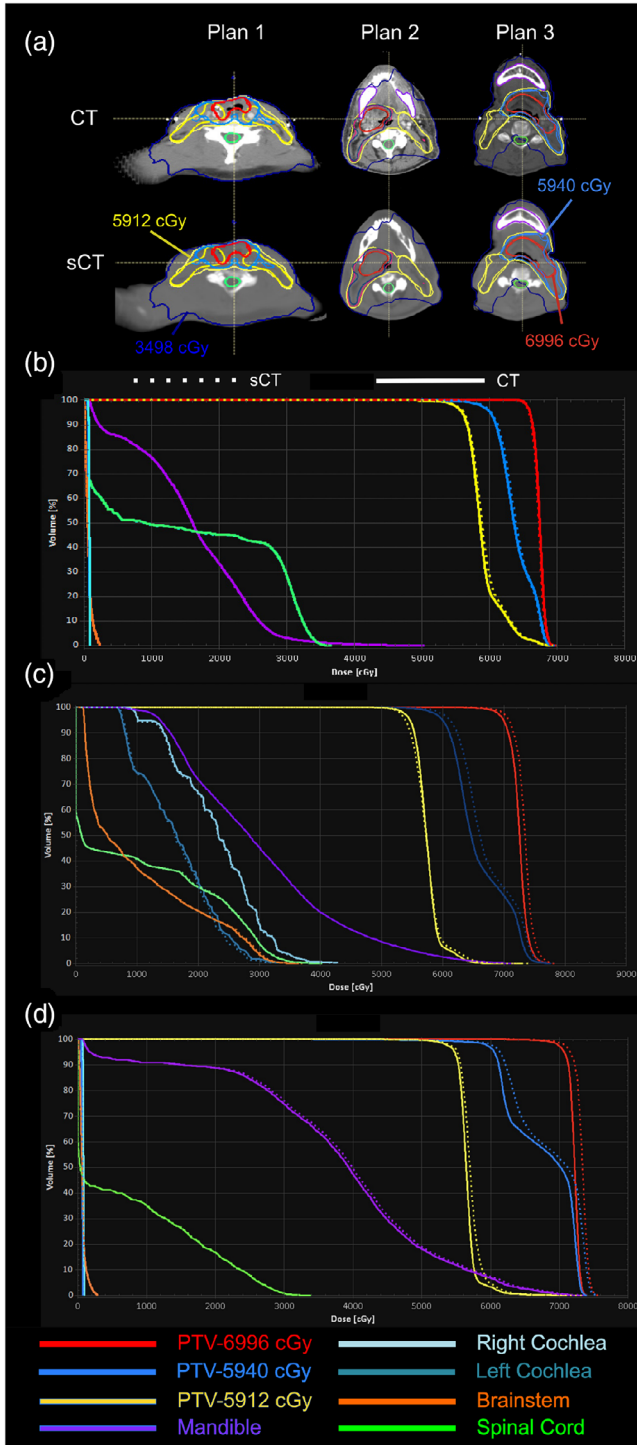 (a)
Plan 1 Plan 2 Plan 3
CT
5940 cGy
5912 cGy
sCT
3498 cGy
6996 cGy
(b)
sCT CT
100
90
80
70
60
50
40
30
20
10
0
Volume [%]
0 1000 2000 3000 4000 5000 6000 7000 8000
Dose [cGy]
(c)
100
90
80
70
60
50
40
30
20
10
0
Volume [%]
0 1000 2000 3000 4000 5000 6000 7000 8000 9000
Dose [cGy]
(d)
100
90
80
70
60
50
40
30
20
10
0
Volume [%]
0 1000 2000 3000 4000 5000 6000 7000 8000
Dose [cGy]
PTV-6996 cGy Right Cochlea
PTV-5940 cGy Left Cochlea
PTV-5912 cGy Brainstem
Mandible Spinal Cord